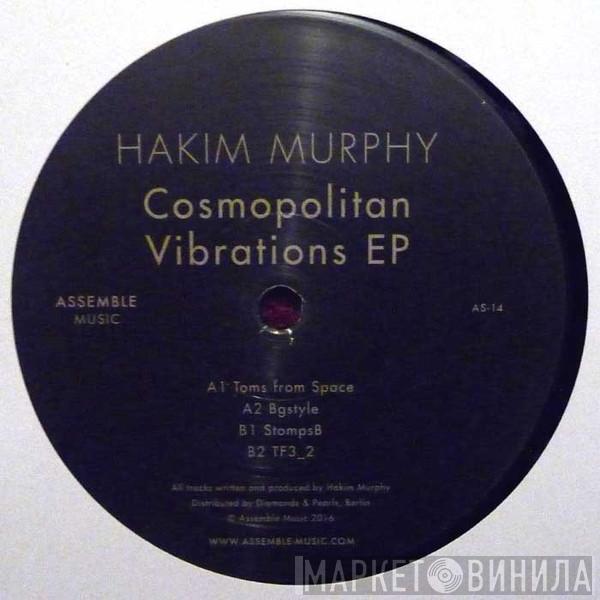 HAKIM MURPHY
Cosmopolitan
Vibrations EP
ASSEMBLE
MUSIC
AS-14
A1 Toms from Space
A2 Bgstyle
B1 StompsB
B2 TF3_2
All tracks written and produced by Hakim Murphy
Distributed by Diamonds & Pearls, Berlin
© Assemble Music 2016
WWW.ASSEMBLE-MUSIC.COM
МАРКЕТ ВИНИЛА